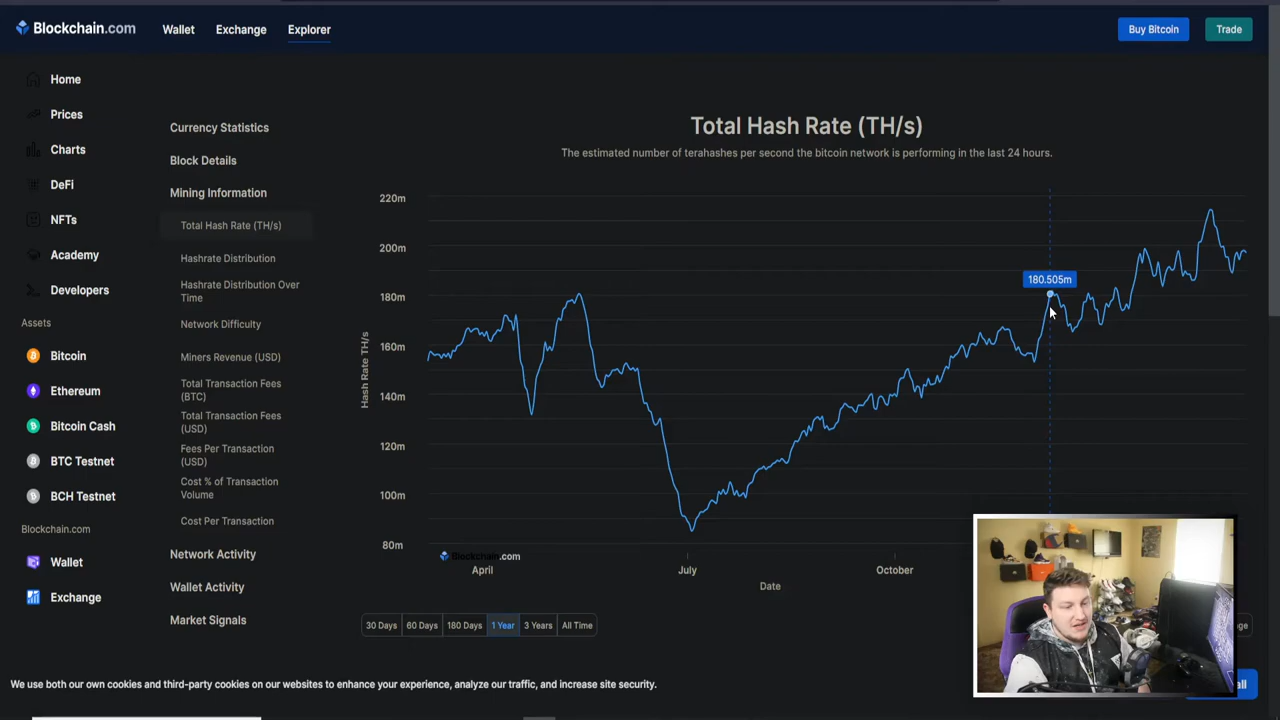 Blockchain.com
Wallet
Exchange
Explorer
Buy Bitcoin
Trade
Home
Prices
Charts
DeFi
NFTs
Academy
Developers
Assets
Bitcoin
Ethereum
Bitcoin Cash
BTC Testnet
BCH Testnet
Blockchain.com
Wallet
Exchange
Currency Statistics
Block Details
Mining Information
Total Hash Rate (TH/s)
Hashrate Distribution
Hashrate Distribution Over
Time
Network Difficulty
Miners Revenue (USD)
Total Transaction Fees
(BTC)
Total Transaction Fees
(USD)
Fees Per Transaction
(USD)
Cost % of Transaction
Volume
Cost Per Transaction
Network Activity
Wallet Activity
Market Signals
Total Hash Rate (TH/s)
The estimated number of terahashes per second the bitcoin network is performing in the last 24 hours.
Hash Rate TH/s
220m
200m
180m
160m
140m
120m
100m
80m
180.505m
Blockchain.com
April
July
October
Date
30 Days
60 Days
180 Days
1 Year
3 Years
All Time
We use both our own cookies and third-party cookies on our websites to enhance your experience, analyze our traffic, and increase site security.